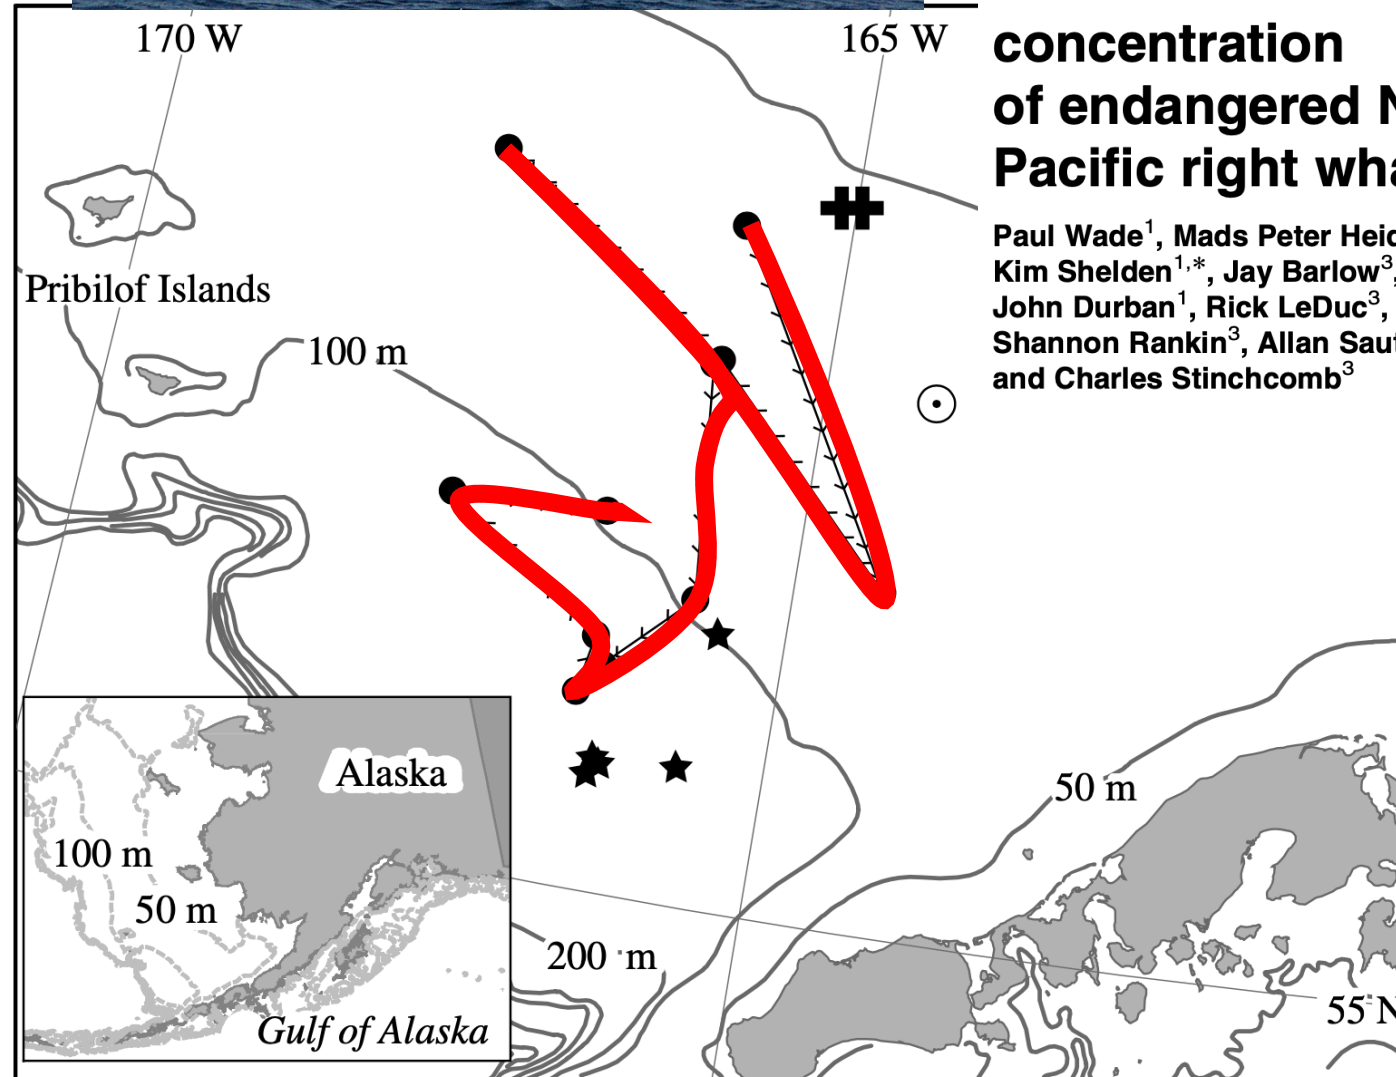 170 W
165 W
concentration
of endangered N
Pacific right wha
Paul Wade¹, Mads Peter Heid
Kim Shelden¹,*, Jay Barlow³,
John Durban¹, Rick LeDuc³,
Shannon Rankin³, Allan Saut
and Charles Stinchcomb³
Pribilof Islands
100 m
Alaska
50 m
100 m
50 m
200 m
Gulf of Alaska
55°N